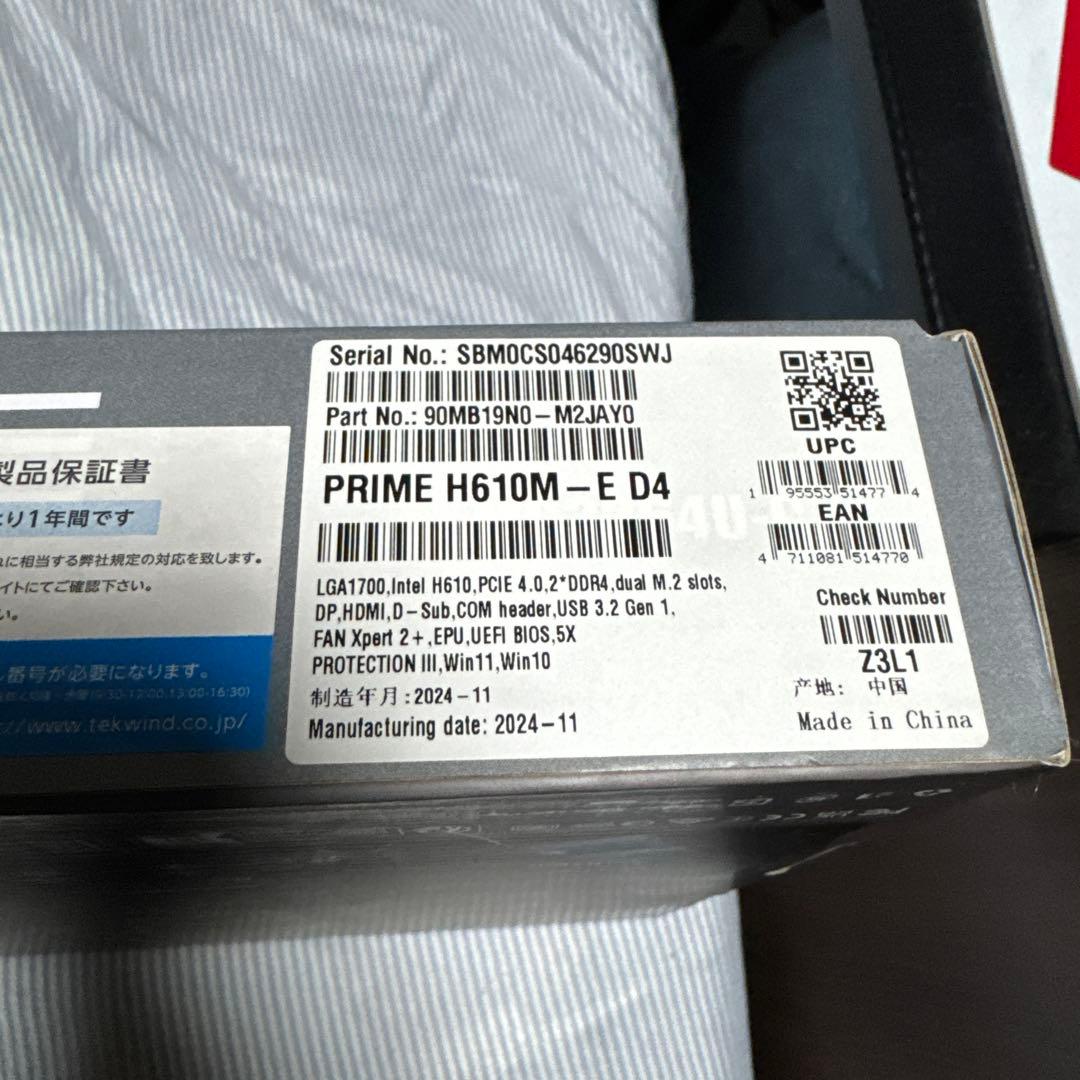 Serial No.: SBM0CS046290SWJ
Part No.: 90MB19N0-M2JAY0
PRIME H610M-E D4
LGA1700,Intel H610,PCIE 4.0,2*DDR4,dual M.2 slots,
DP,HDMI,D-Sub,COM header,USB 3.2 Gen 1,
FAN Xpert 2+,EPU,UEFI BIOS,5X
PROTECTION III,Win11,Win10
制造年月:2024-11
Manufacturing date: 2024-11
UPC
1 95553 51477 4
EAN
4 711081 514770
Check Number
Z3L1
产地: 中国
Made in China
製品保証書
より1年間です
れに相当する弊社規定の対応を致します。
イトにてご確認下さい。
い。
番号が必要になります。
://www.tekwind.co.jp/